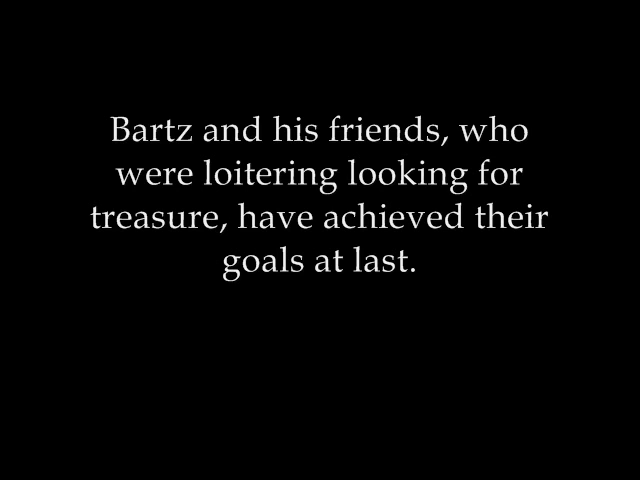 Bartz and his friends, who
were loitering looking for
treasure, have achieved their
goals at last.